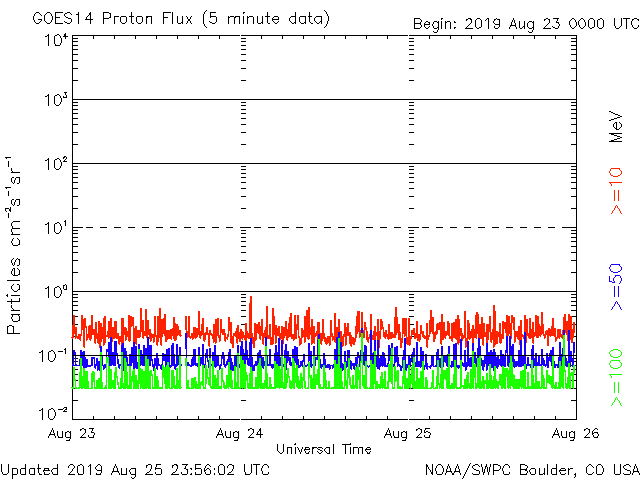 GOES14 Proton Flux (5 minute data)
Begin: 2019 Aug 23 0000 UTC
Particles cm⁻²s⁻¹sr⁻¹
10⁴
10³
10²
10¹
10⁰
10⁻¹
10⁻²
MeV
>=10
>=50
>=100
Aug 23
Aug 24
Aug 25
Aug 26
Universal Time
Updated 2019 Aug 25 23:56:02 UTC
NOAA/SWPC Boulder, CO USA